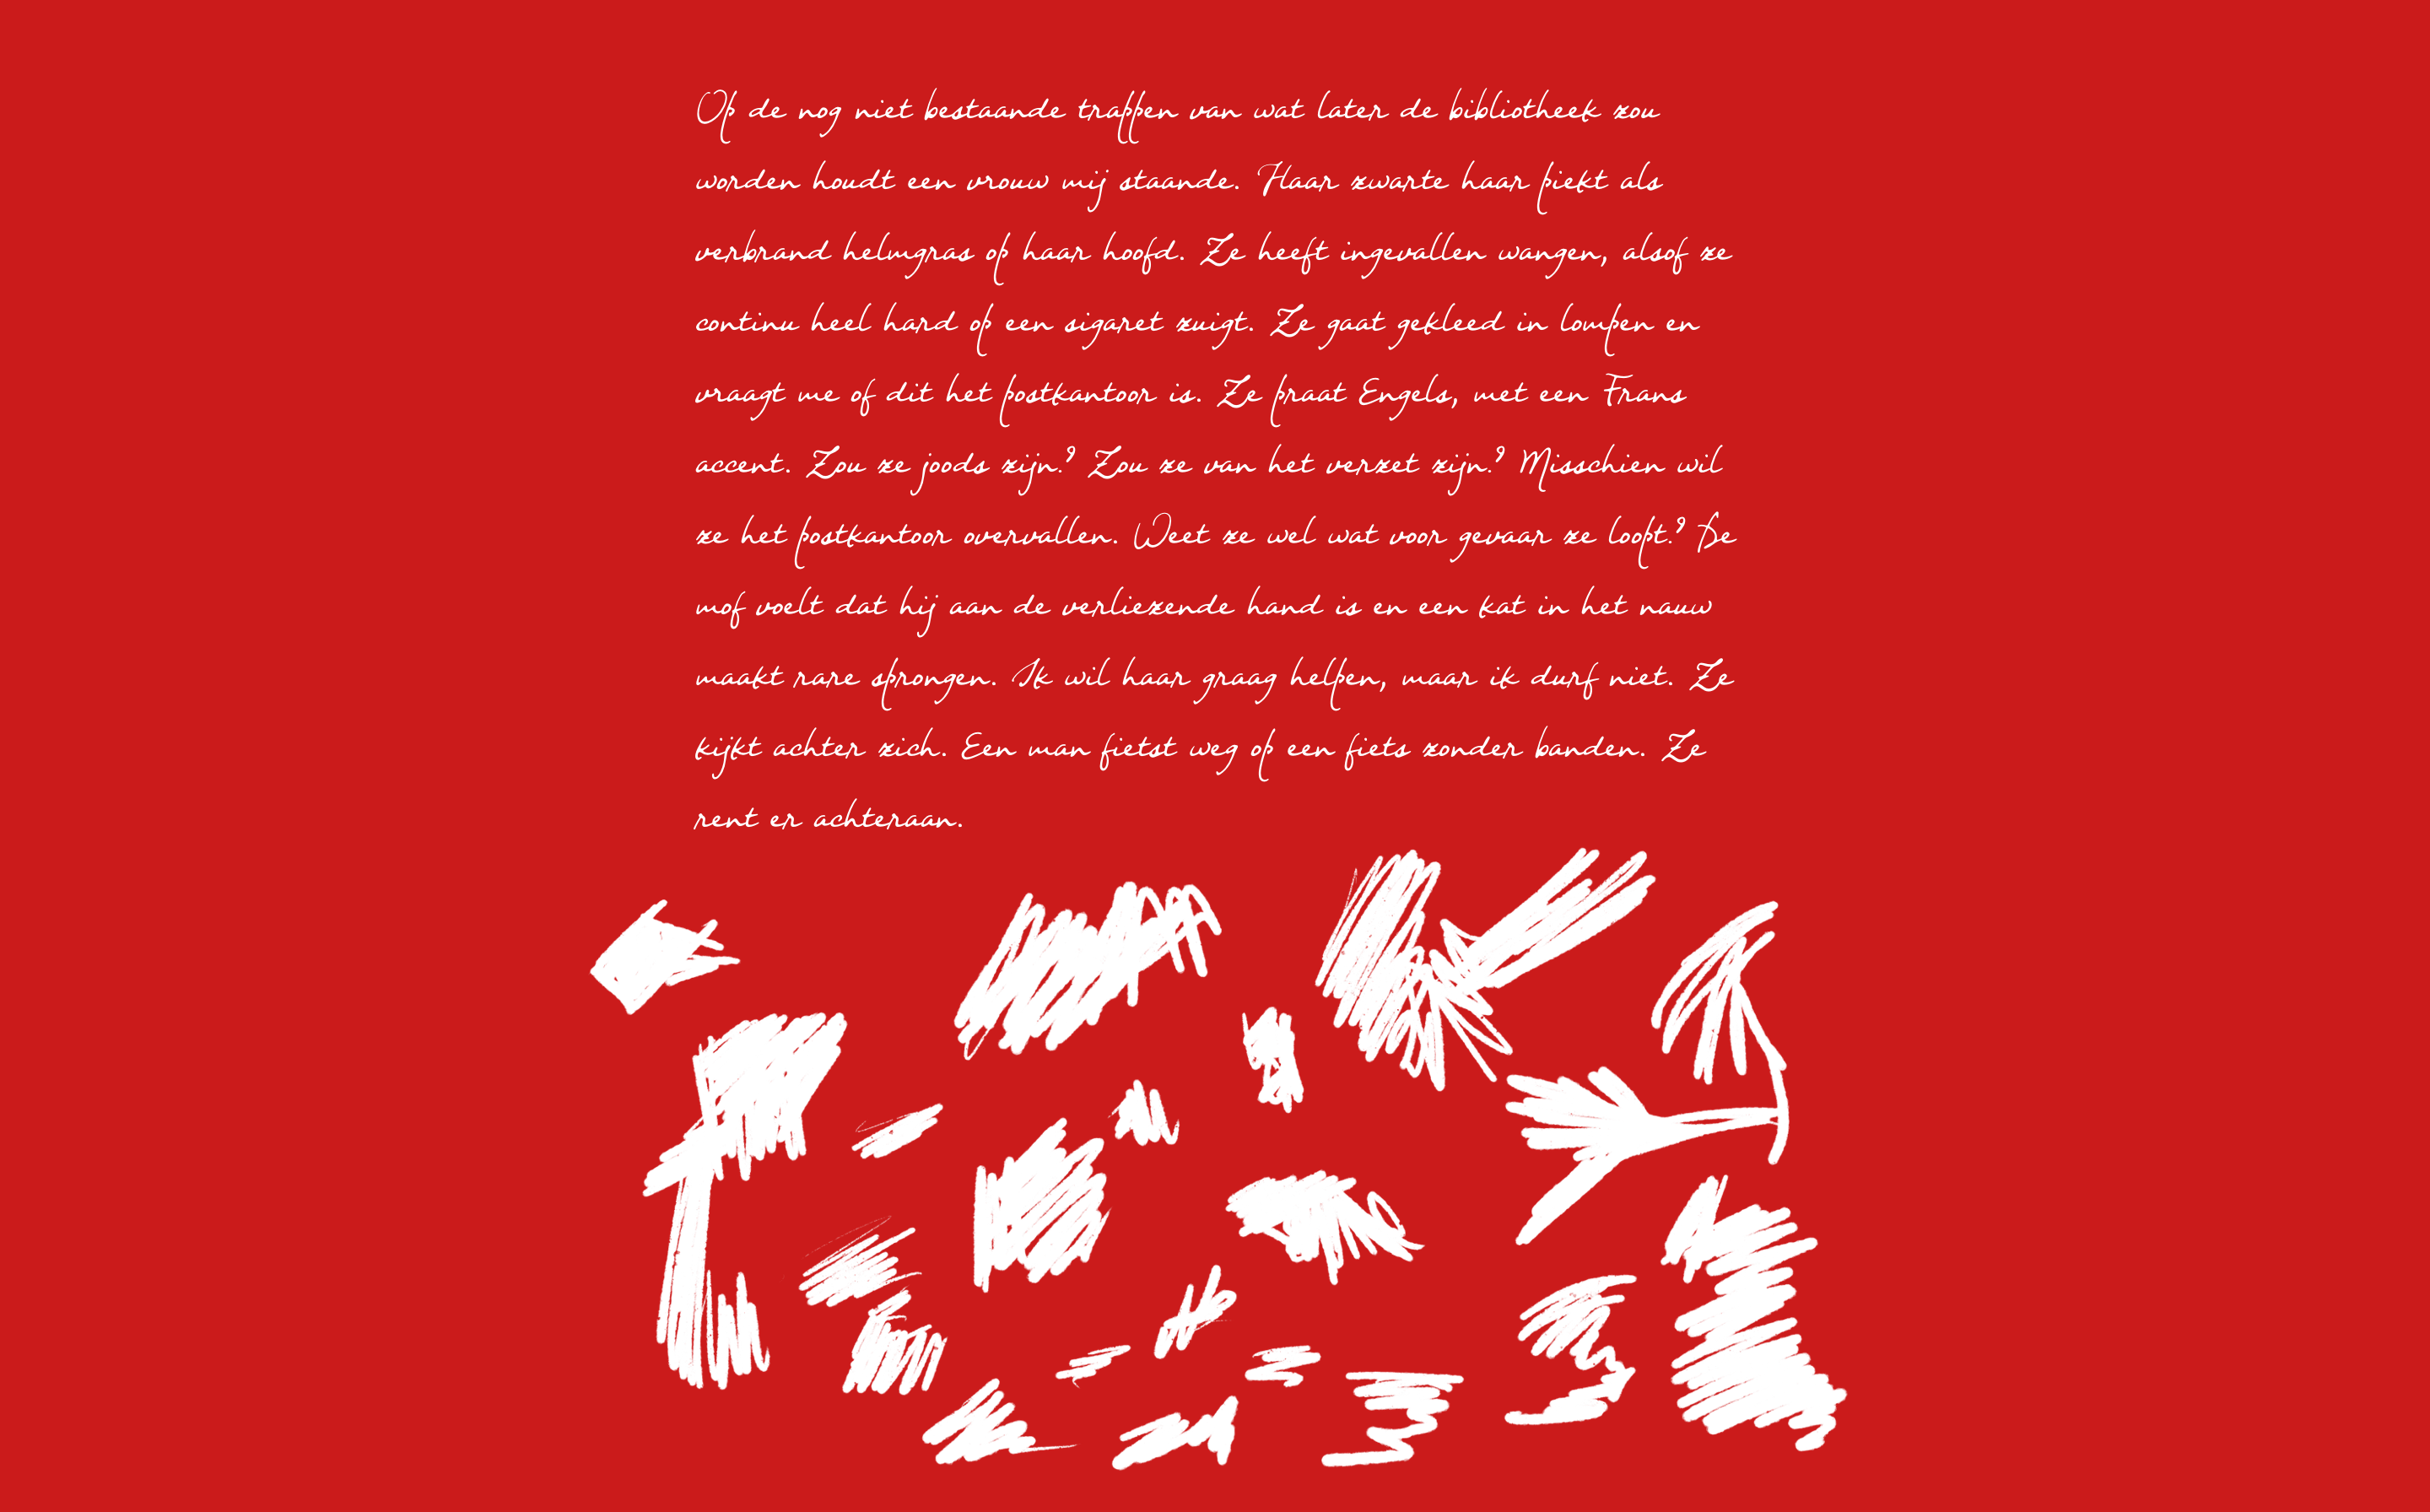 Op de nog niet bestaande trappen van wat later de bibliotheek zou
worden houdt een vrouw mij staande. Haar zwarte haar piekt als
verbrand helmgras op haar hoofd. Ze heeft ingevallen wangen, alsof ze
continu heel hard op een sigaret zuigt. Ze gaat gekleed in lompen en
vraagt me of dit het postkantoor is. Ze praat Engels, met een Frans
accent. Zou ze joods zijn? Zou ze van het verzet zijn? Misschien wil
ze het postkantoor overvallen. Weet ze wel wat voor gevaar ze loopt? De
mof voelt dat hij aan de verliezende hand is en een kat in het nauw
maakt rare sprongen. Ik wil haar graag helpen, maar ik durf niet. Ze
kijkt achter zich. Een man fietst weg op een fiets zonder banden. Ze
rent er achteraan.